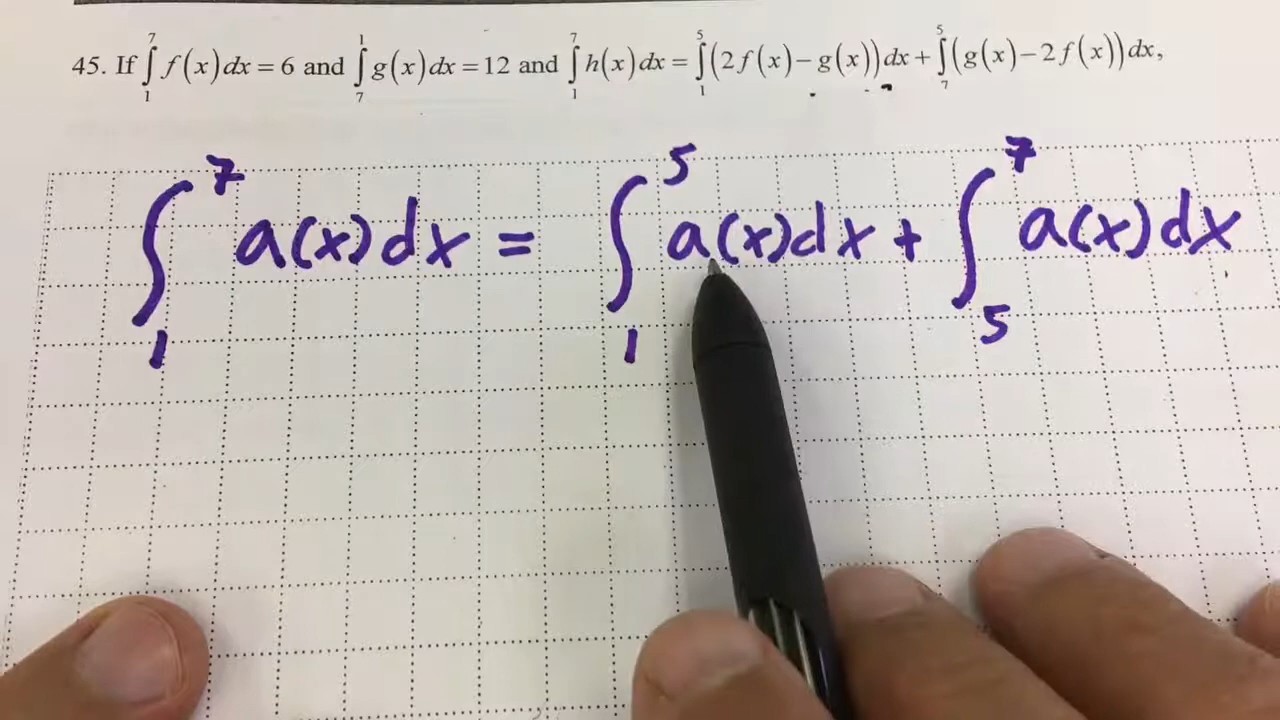 45. If ∫₁⁷ f(x)dx = 6 and ∫₇¹ g(x)dx = 12 and ∫₁⁷ h(x)dx = ∫₁⁵ (2f(x) − g(x))dx + ∫₇⁵ (g(x) − 2f(x))dx,
∫₁⁷ a(x)dx = ∫₁⁵ a(x)dx + ∫₅⁷ a(x)dx